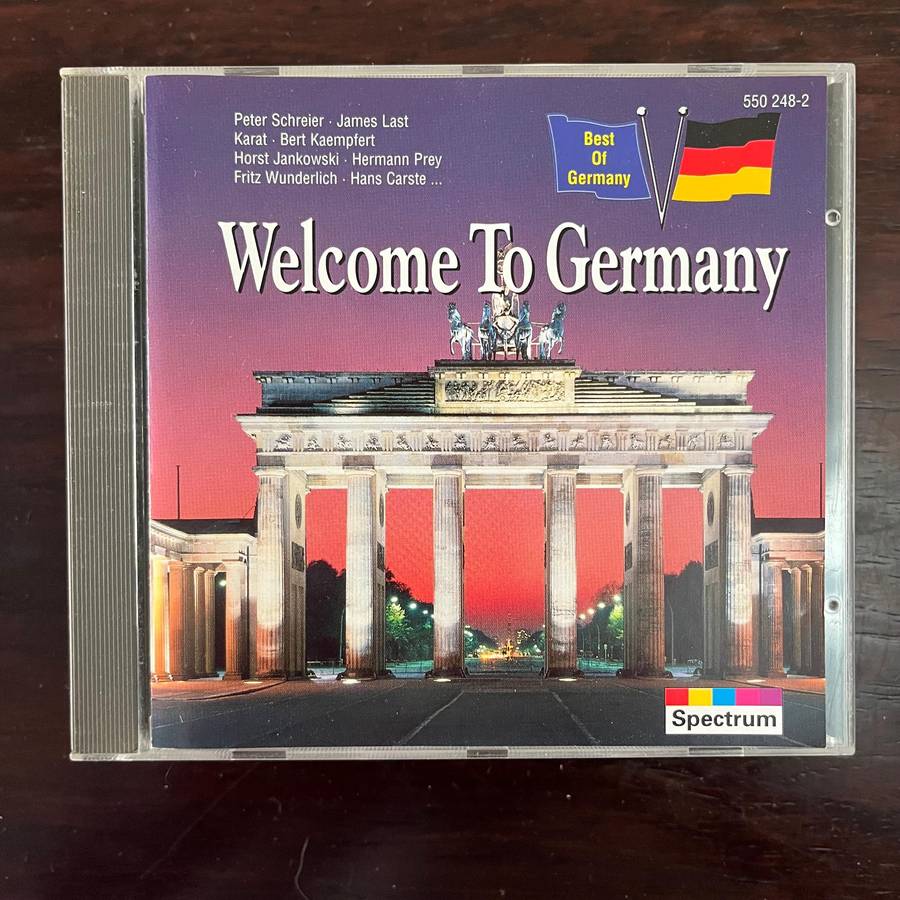 550 248-2
Peter Schreier · James Last
Karat · Bert Kaempfert
Horst Jankowski · Hermann Prey
Fritz Wunderlich · Hans Carste ...
Best
Of
Germany
Welcome To Germany
Spectrum